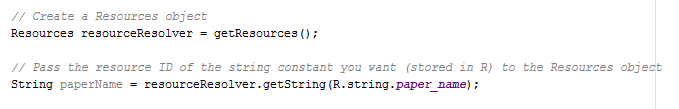 // Create a Resources object
Resources resourceResolver = getResources();
// Pass the resource ID of the string constant you want (stored in R) to the Resources object
String paperName = resourceResolver.getString(R.string.paper_name);